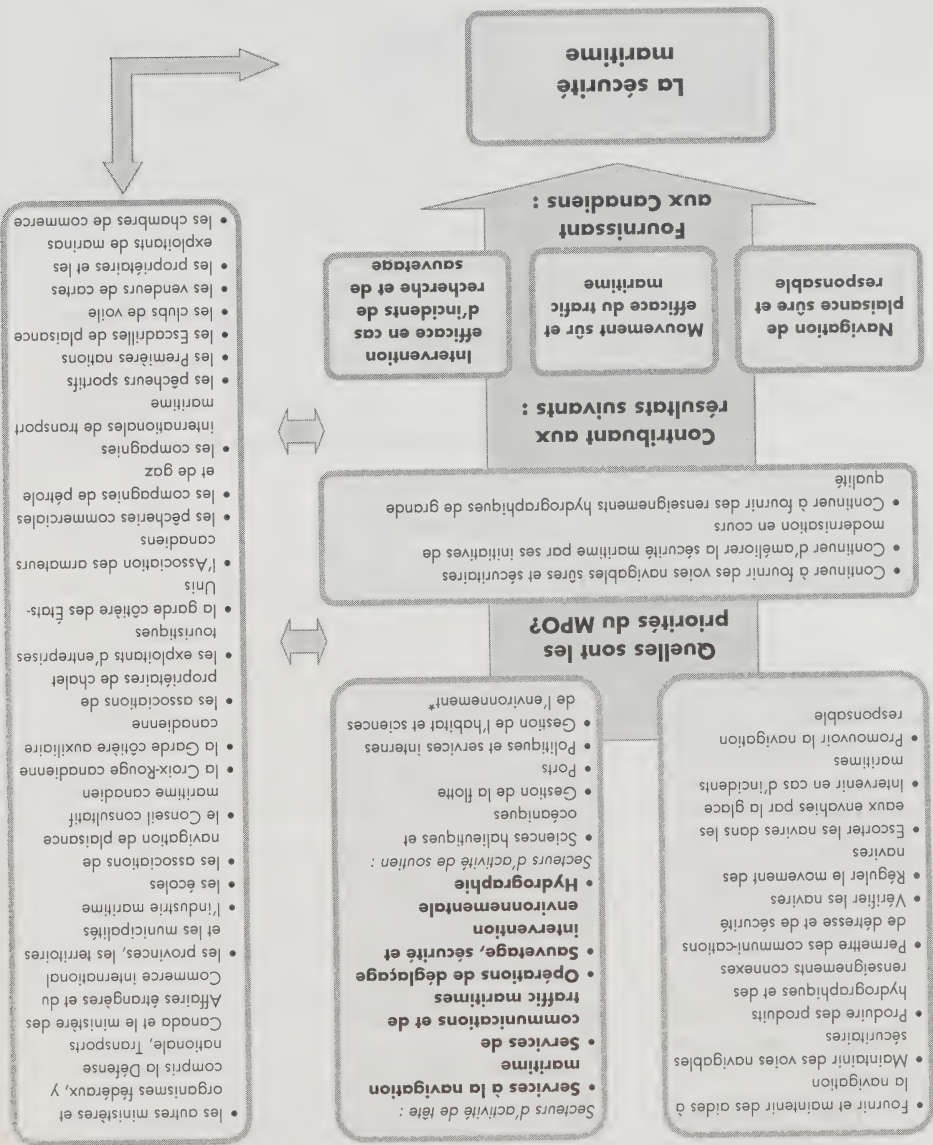 • Fournir et maintenir des aides à
la navigation
• Maintainir des voies navigables
sécuritaires
• Produire des produits
hydrographiques et des
renseignements connexes
• Permettre des communi-cations
de détresse et de sécurité
• Vérifier les navires
• Réguler le movement des
navires
• Escorter les navires dans les
eaux envahies par la glace
• Intervenir en cas d'incidents
maritimes
• Promouvoir la navigation
responsable
Secteurs d'activité de tête :
• Services à la navigation
maritime
• Services de
communications et de
traffic maritimes
• Opérations de déglaçage
• Sauvetage, sécurité et
intervention
environnementale
• Hydrographie
Secteurs d'activité de soutien :
• Sciences halieutiques et
océaniques
• Gestion de la flotte
• Ports
• Politiques et services internes
• Gestion de l'habitat et sciences
de l'environnement*
• les autres ministères et
organismes fédéraux, y
compris la Défense
nationale, Transports
Canada et le ministère des
Affaires étrangères et du
Commerce international
• les provinces, les territoires
et les municipalités
• l'industrie maritime
• les écoles
• les associations de
navigation de plaisance
• le Conseil consultatif
maritime canadien
• la Croix-Rouge canadienne
• la Garde côtière auxiliaire
canadienne
• les associations de
propriétaires de chalet
• les exploitants d'entreprises
touristiques
• la garde côtière des États-
Unis
• l'Association des armateurs
canadiens
• les pêcheries commerciales
• les compagnies de pétrole
et de gaz
• les compagnies
internationales de transport
maritime
• les pêcheurs sportifs
• les Premières nations
• les Escadrilles de plaisance
• les clubs de voile
• les vendeurs de cartes
• les propriétaires et les
exploitants de marinas
• les chambres de commerce
Quelles sont les
priorités du MPO?
• Continuer à fournir des voies navigables sûres et sécuritaires
• Continuer d'améliorer la sécurité maritime par ses initiatives de
modernisation en cours
• Continuer à fournir des renseignements hydrographiques de grande
qualité
Contribuant aux
résultats suivants :
Navigation de
plaisance sûre et
responsable
Mouvement sûr et
efficace du trafic
maritime
Intervention
efficace en cas
d'incidents de
recherche et de
sauvetage
Fournissant
aux Canadiens :
La sécurité
maritime